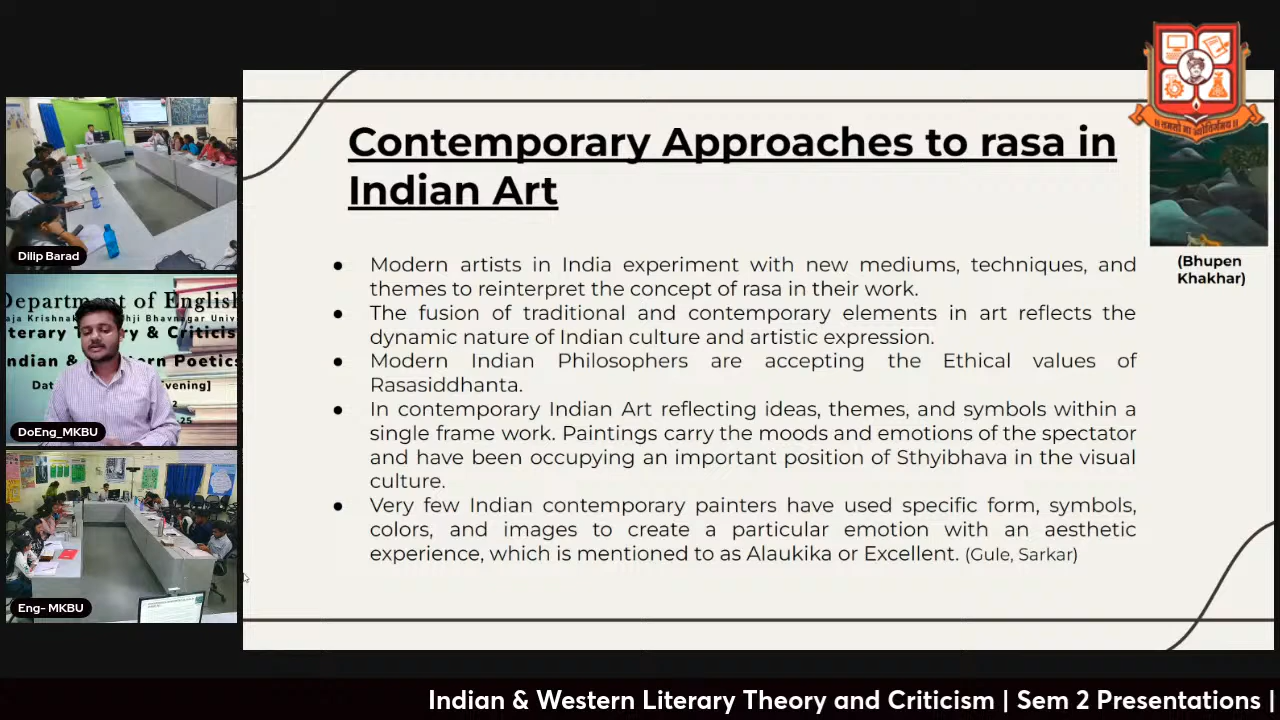 Contemporary Approaches to rasa in
Indian Art
● Modern artists in India experiment with new mediums, techniques, and
themes to reinterpret the concept of rasa in their work.
● The fusion of traditional and contemporary elements in art reflects the
dynamic nature of Indian culture and artistic expression.
● Modern Indian Philosophers are accepting the Ethical values of
Rasasiddhanta.
● In contemporary Indian Art reflecting ideas, themes, and symbols within a
single frame work. Paintings carry the moods and emotions of the spectator
and have been occupying an important position of Sthyibhava in the visual
culture.
● Very few Indian contemporary painters have used specific form, symbols,
colors, and images to create a particular emotion with an aesthetic
experience, which is mentioned to as Alaukika or Excellent. (Gule, Sarkar)
(Bhupen
Khakhar)
Dilip Barad
Department of English
DoEng_MKBU
Eng- MKBU
Indian & Western Literary Theory and Criticism | Sem 2 Presentations |